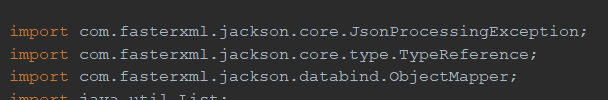 import com.fasterxml.jackson.core.JsonProcessingException;
import com.fasterxml.jackson.core.type.TypeReference;
import com.fasterxml.jackson.databind.ObjectMapper;
import java.util.List;